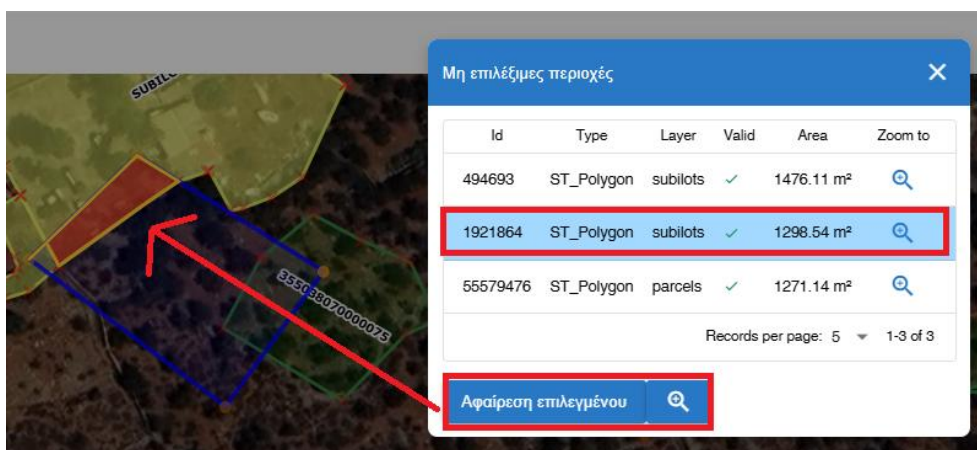 SUBILO
355038070000075
Μη επιλέξιμες περιοχές
Id Type Layer Valid Area Zoom to
494693 ST_Polygon subilots 1476.11 m²
1921864 ST_Polygon subilots 1298.54 m²
55579476 ST_Polygon parcels 1271.14 m²
Records per page: 5 1-3 of 3
Αφαίρεση επιλεγμένου